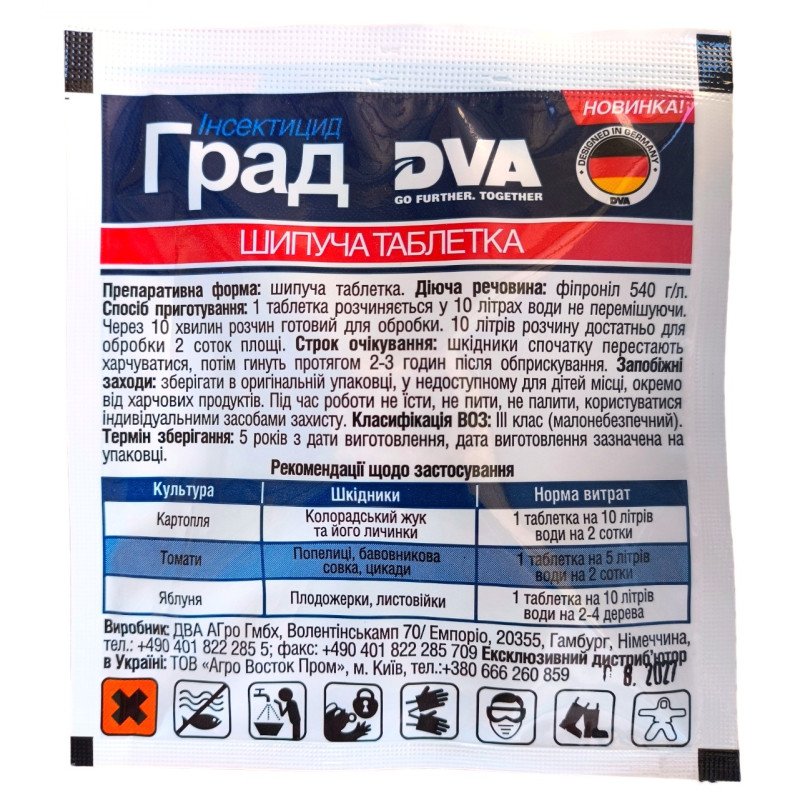 НОВИНКА!
Інсектицид
Град
DVA
GO FURTHER. TOGETHER
DESIGNED IN GERMANY
DVA
ШИПУЧА ТАБЛЕТКА
Препаративна форма: шипуча таблетка. Діюча речовина: фіпроніл 540 г/л.
Спосіб приготування: 1 таблетка розчиняється у 10 літрах води не перемішуючи.
Через 10 хвилин розчин готовий для обробки. 10 літрів розчину достатньо для
обробки 2 соток площі. Строк очікування: шкідники спочатку перестають
харчуватися, потім гинуть протягом 2-3 годин після обприскування. Запобіжні
заходи: зберігати в оригінальній упаковці, у недоступному для дітей місці, окремо
від харчових продуктів. Під час роботи не їсти, не пити, не палити, користуватися
індивідуальними засобами захисту. Класифікація ВОЗ: III клас (малонебезпечний).
Термін зберігання: 5 років з дати виготовлення, дата виготовлення зазначена на
упаковці.
Рекомендації щодо застосування
Культура Шкідники Норма витрат
Картопля Колорадський жук та його личинки 1 таблетка на 10 літрів води на 2 сотки
Томати Попелиці, бавовникова совка, цикади 1 таблетка на 5 літрів води на 2 сотки
Яблуня Плодожерки, листовійки 1 таблетка на 10 літрів води на 2-4 дерева
Виробник: ДВА АГро Гмбх, Волентінськамп 70/ Емпоріо, 20355, Гамбург, Німеччина,
тел.: +490 401 822 285 5; факс: +490 401 822 285 709 Ексклюзивний дистриб'ютор
в Україні: ТОВ "Агро Восток Пром", м. Київ, тел.:+380 666 260 859
8. 2027